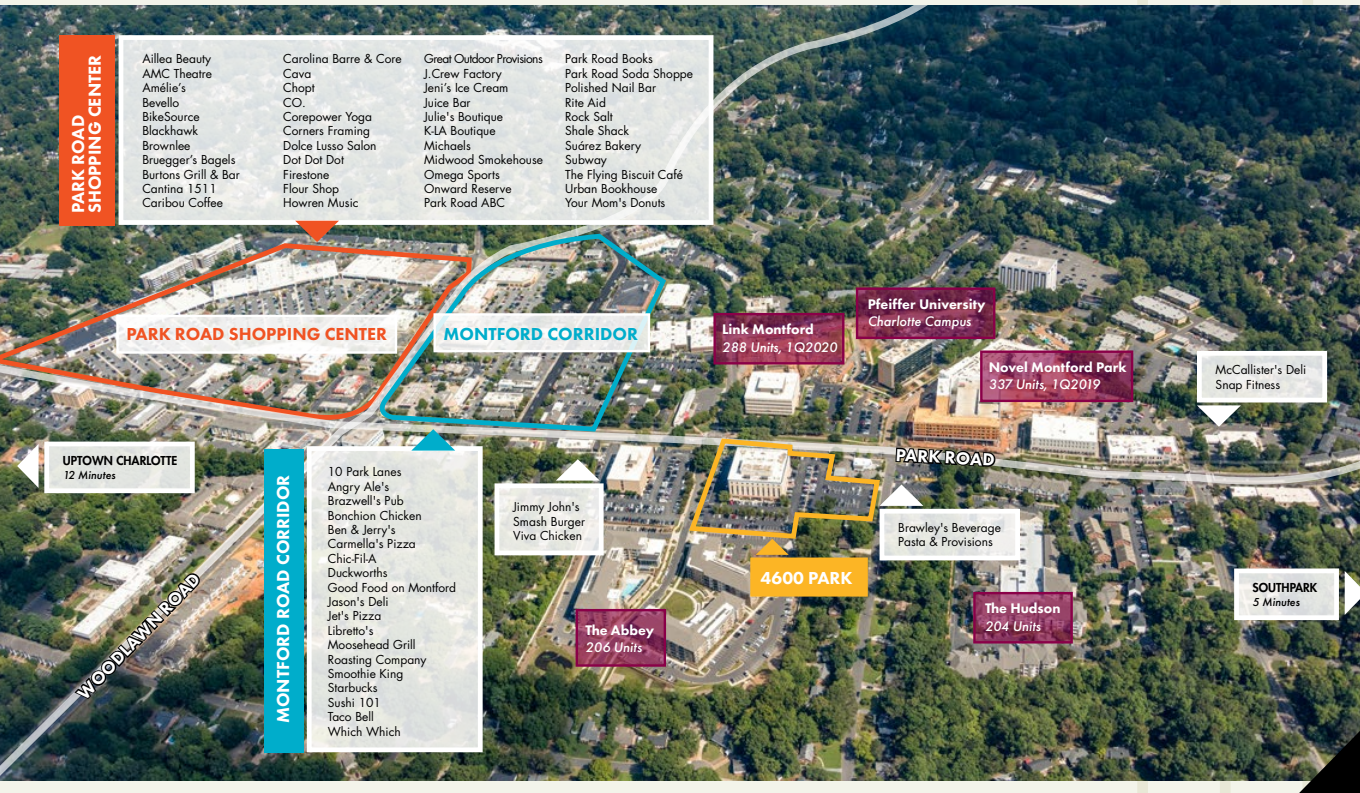 PARK ROAD
SHOPPING CENTER
Aillea Beauty
AMC Theatre
Amélie's
Bevello
BikeSource
Blackhawk
Brownlee
Bruegger's Bagels
Burtons Grill & Bar
Cantina 1511
Caribou Coffee
Carolina Barre & Core
Cava
Chopt
CO.
Corepower Yoga
Corners Framing
Dolce Lusso Salon
Dot Dot Dot
Firestone
Flour Shop
Howren Music
Great Outdoor Provisions
J.Crew Factory
Jeni's Ice Cream
Juice Bar
Julie's Boutique
K-LA Boutique
Michaels
Midwood Smokehouse
Omega Sports
Onward Reserve
Park Road ABC
Park Road Books
Park Road Soda Shoppe
Polished Nail Bar
Rite Aid
Rock Salt
Shale Shack
Suárez Bakery
Subway
The Flying Biscuit Café
Urban Bookhouse
Your Mom's Donuts
PARK ROAD SHOPPING CENTER
MONTFORD CORRIDOR
Link Montford
288 Units, 1Q2020
Pfeiffer University
Charlotte Campus
Novel Montford Park
337 Units, 1Q2019
McCallister's Deli
Snap Fitness
UPTOWN CHARLOTTE
12 Minutes
PARK ROAD
MONTFORD ROAD CORRIDOR
10 Park Lanes
Angry Ale's
Brazwell's Pub
Bonchion Chicken
Ben & Jerry's
Carmella's Pizza
Chic-Fil-A
Duckworths
Good Food on Montford
Jason's Deli
Jet's Pizza
Libretto's
Moosehead Grill
Roasting Company
Smoothie King
Starbucks
Sushi 101
Taco Bell
Which Which
Jimmy John's
Smash Burger
Viva Chicken
Brawley's Beverage
Pasta & Provisions
4600 PARK
SOUTHPARK
5 Minutes
The Abbey
206 Units
The Hudson
204 Units
WOODLAWN ROAD